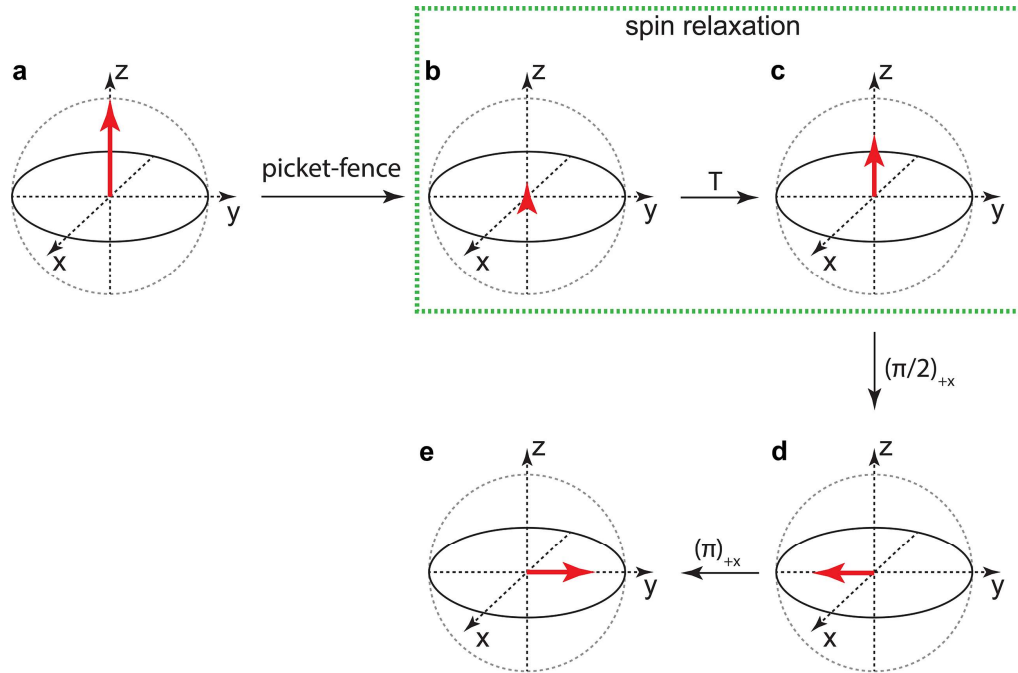 spin relaxation
a
z
y
x
picket-fence
b
z
y
x
T
c
z
y
x
(π/2)+x
e
z
y
x
(π)+x
d
z
y
x